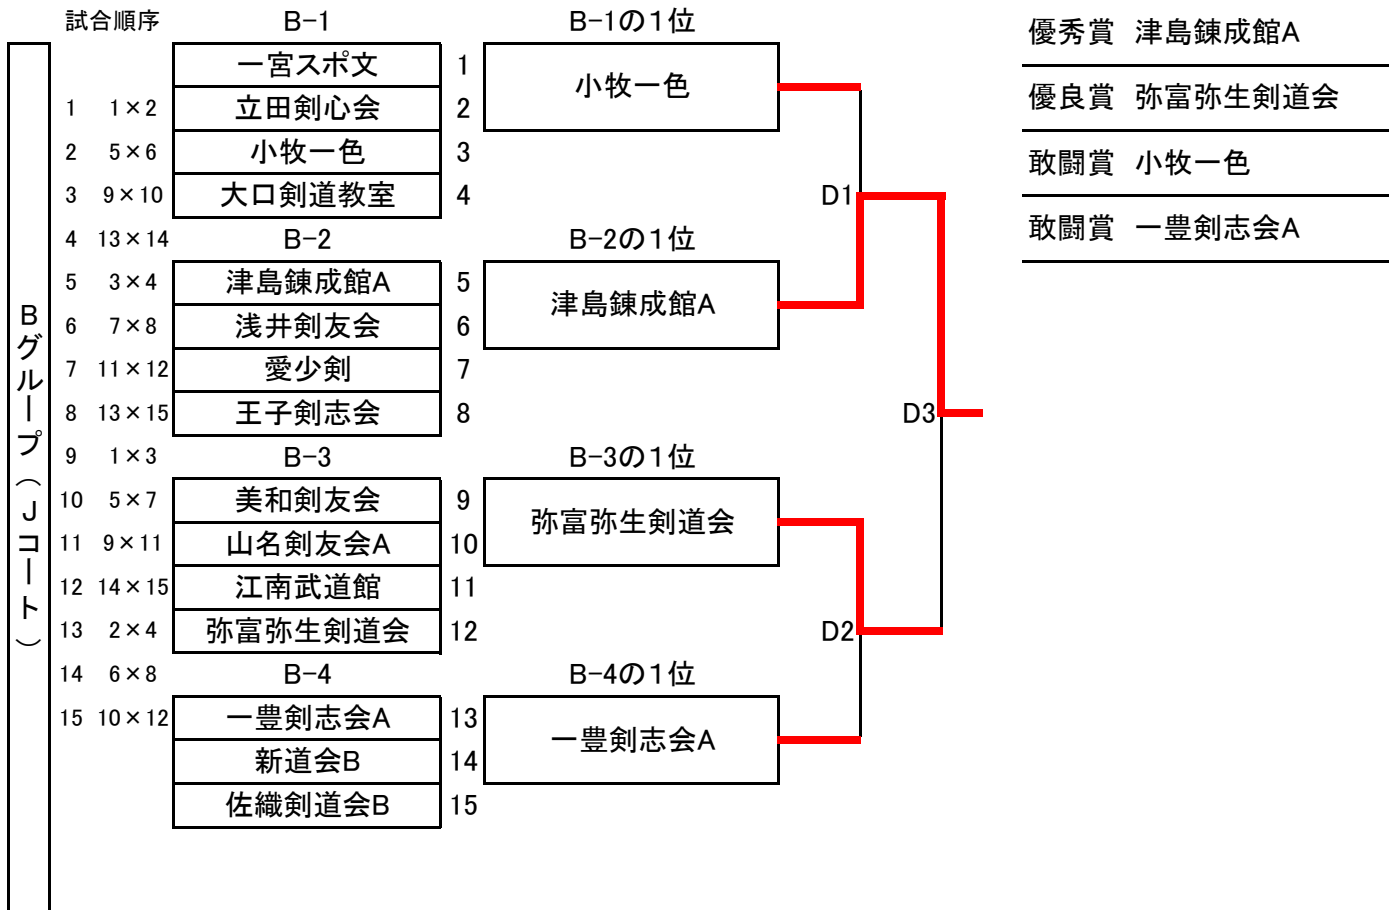 試合順序 B-1 B-1の1位
優秀賞 津島錬成館A
一宮スポ文 1
小牧一色
1 1×2 立田剣心会 2
優良賞 弥富弥生剣道会
2 5×6 小牧一色 3
敢闘賞 小牧一色
3 9×10 大口剣道教室 4
D1
敢闘賞 一豊剣志会A
4 13×14 B-2 B-2の1位
5 3×4 津島錬成館A 5
津島錬成館A
6 7×8 浅井剣友会 6
7 11×12 愛少剣 7
8 13×15 王子剣志会 8
D3
9 1×3 B-3 B-3の1位
Bグループ(Jコート)
10 5×7 美和剣友会 9
弥富弥生剣道会
11 9×11 山名剣友会A 10
12 14×15 江南武道館 11
13 2×4 弥富弥生剣道会 12
D2
14 6×8 B-4 B-4の1位
15 10×12 一豊剣志会A 13
一豊剣志会A
新道会B 14
佐織剣道会B 15